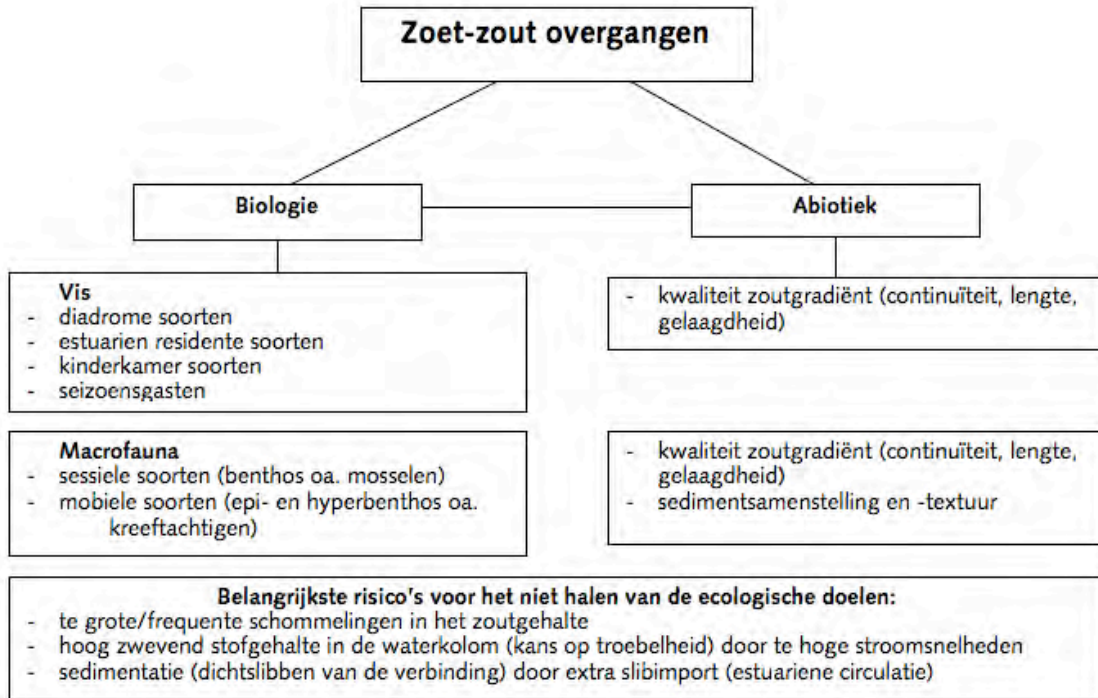 Zoet-zout overgangen
Biologie
Abiotiek
Vis
- diadrome soorten
- estuarien residente soorten
- kinderkamer soorten
- seizoensgasten
- kwaliteit zoutgradiënt (continuïteit, lengte,
gelaagdheid)
Macrofauna
- sessiele soorten (benthos oa. mosselen)
- mobiele soorten (epi- en hyperbenthos oa.
kreeftachtigen)
- kwaliteit zoutgradiënt (continuïteit, lengte,
gelaagdheid)
- sedimentsamenstelling en -textuur
Belangrijkste risico's voor het niet halen van de ecologische doelen:
- te grote/frequente schommelingen in het zoutgehalte
- hoog zwevend stofgehalte in de waterkolom (kans op troebelheid) door te hoge stroomsnelheden
- sedimentatie (dichtslibben van de verbinding) door extra slibimport (estuariene circulatie)